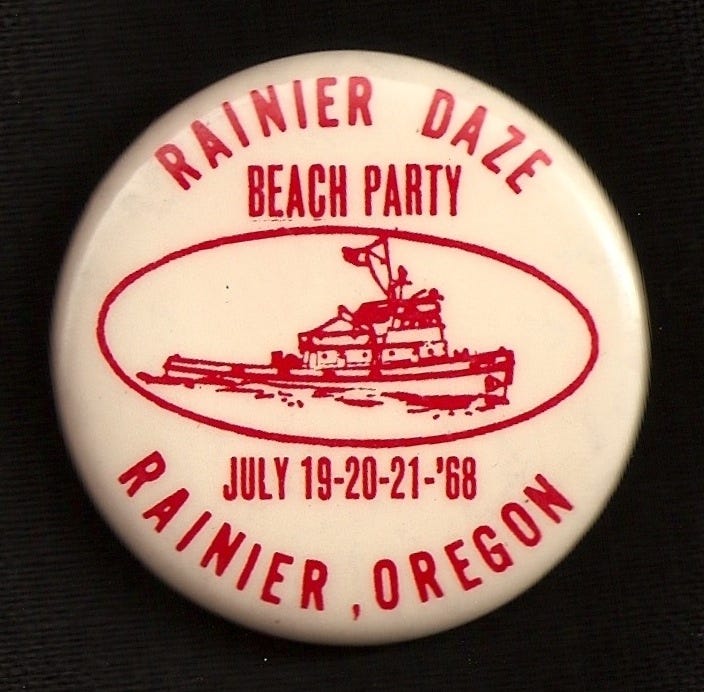 RAINIER DAZE
BEACH PARTY
JULY 19-20-21-'68
RAINIER, OREGON